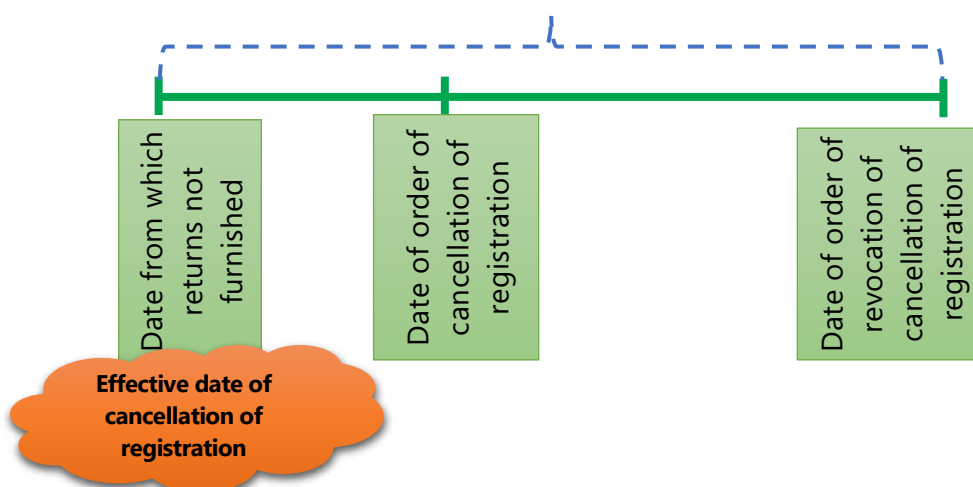 Date from which
returns not
furnished
Date of order of
cancellation of
registration
Date of order of
revocation of
cancellation of
registration
Effective date of
cancellation of
registration